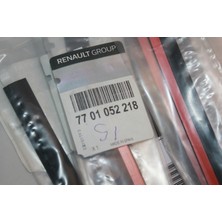 RENAULT GROUP
77 01 052 218